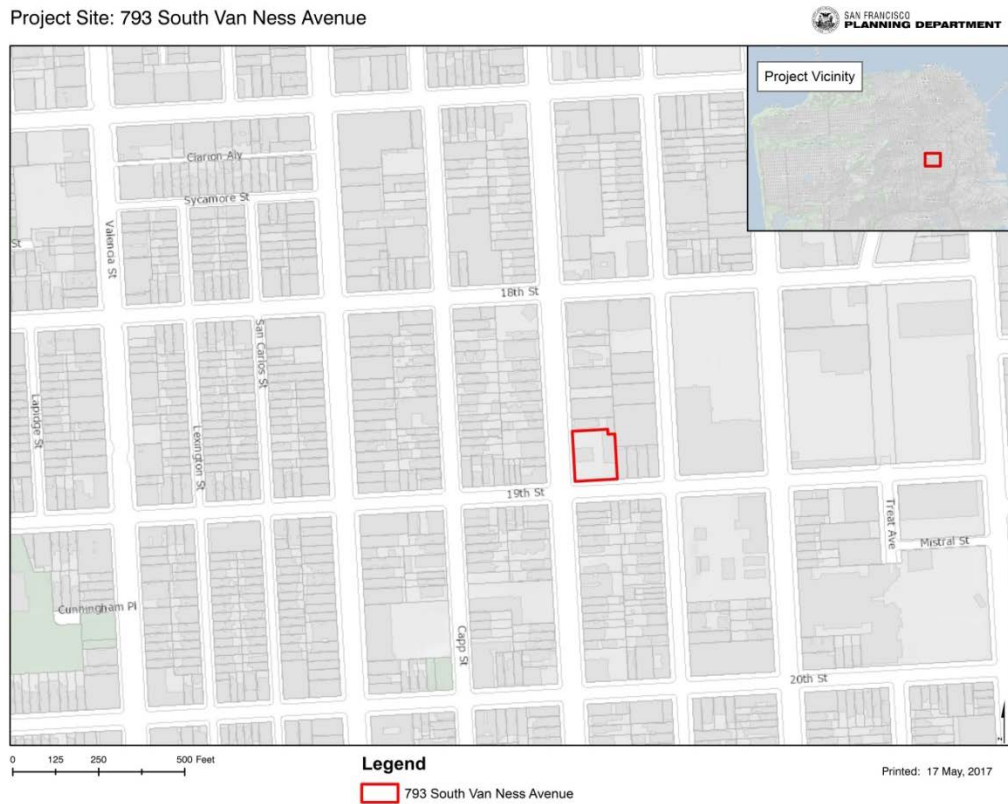 Project Site: 793 South Van Ness Avenue
SAN FRANCISCO
PLANNING DEPARTMENT
Project Vicinity
Clarion Aly
Sycamore St
St
Valencia St
18th St
San Carlos St
Lapidge St
Lexington St
19th St
Treat Ave
Mistral St
Cunningham Pl
Capp St
20th St
0 125 250 500 Feet
Legend
793 South Van Ness Avenue
Printed: 17 May, 2017